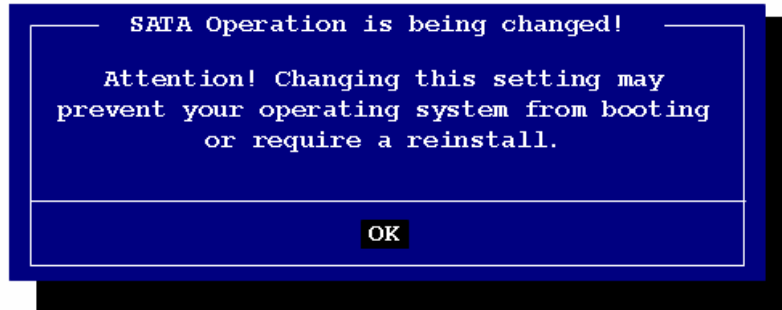 SATA Operation is being changed!
Attention! Changing this setting may
prevent your operating system from booting
or require a reinstall.
OK